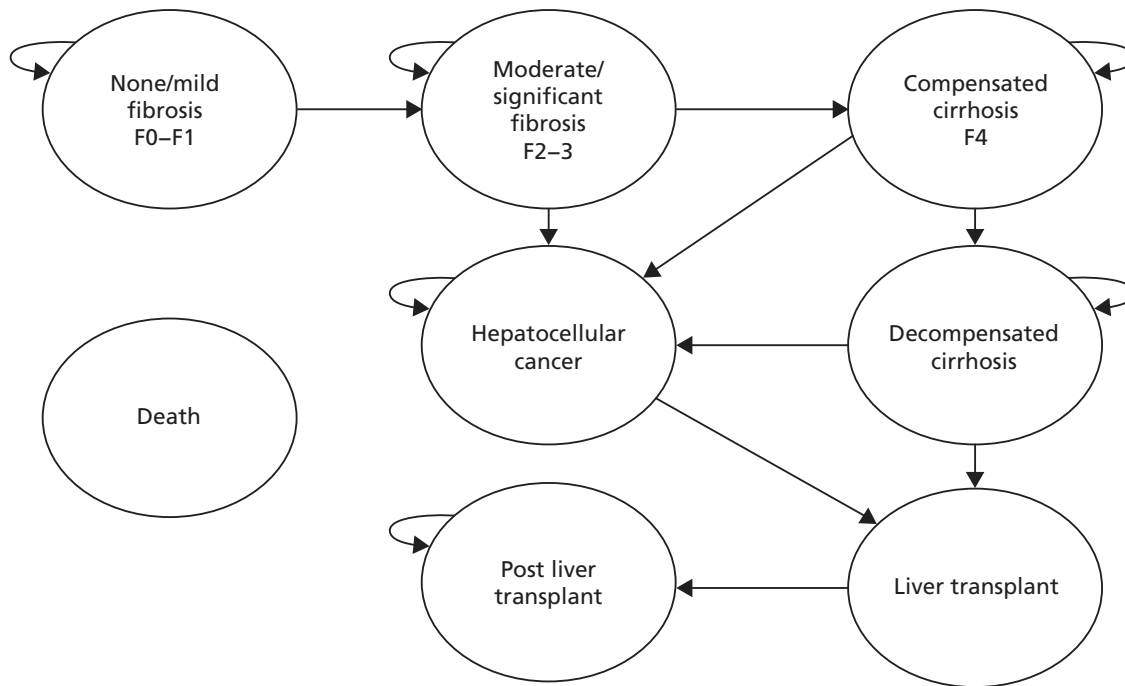 None/mild
fibrosis
F0–F1
Moderate/
significant
fibrosis
F2–3
Compensated
cirrhosis
F4
Hepatocellular
cancer
Decompensated
cirrhosis
Death
Post liver
transplant
Liver transplant